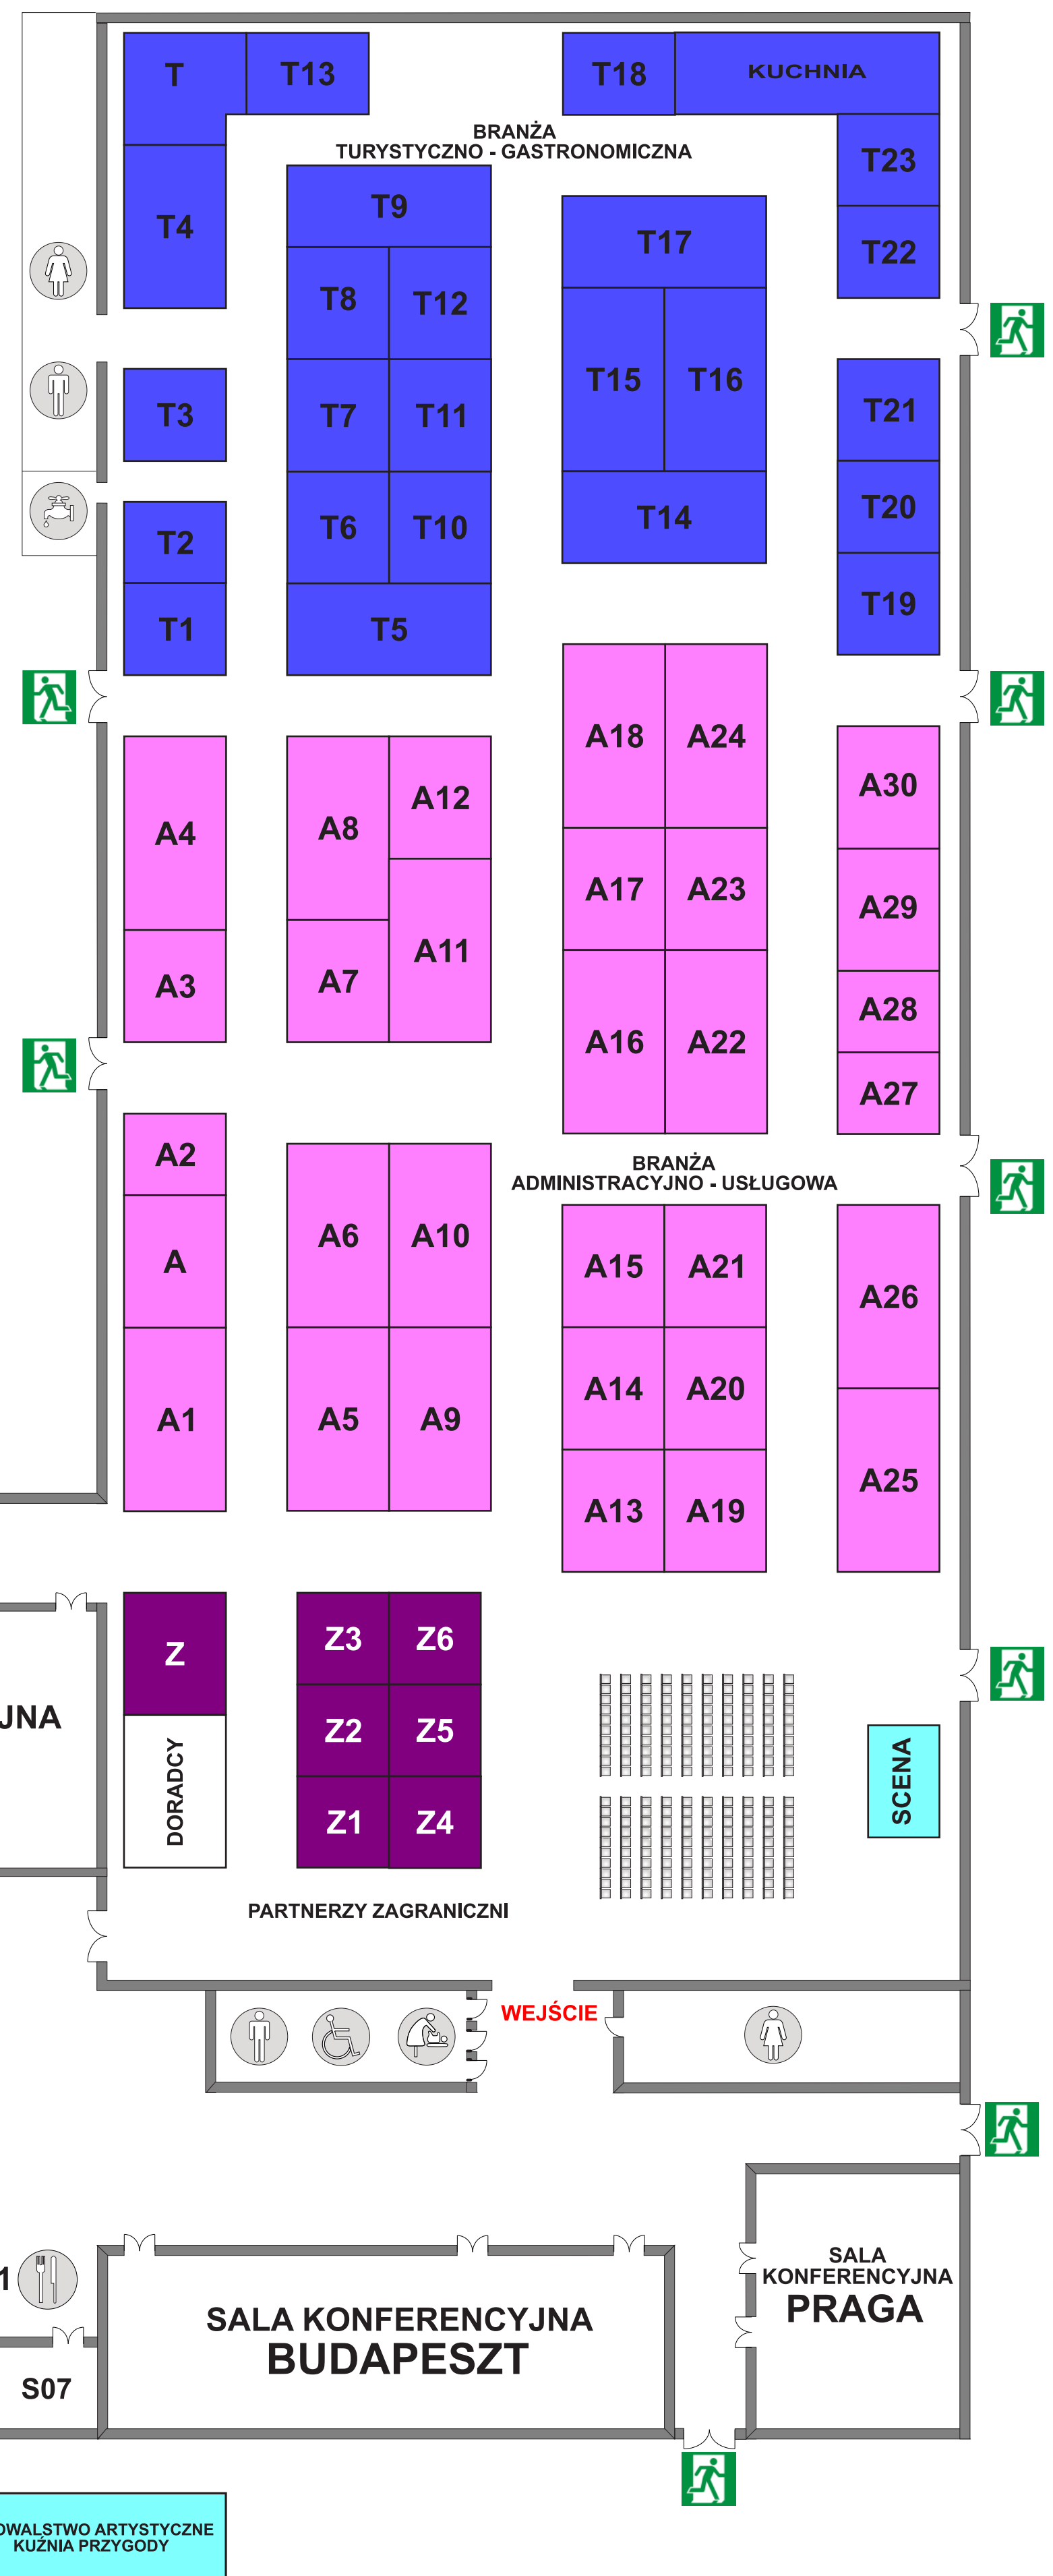 T
T13
T18
KUCHNIA
BRANŻA
TURYSTYCZNO - GASTRONOMICZNA
T23
T9
T4
T17
T22
T8
T12
T15
T16
T3
T7
T11
T21
T2
T6
T10
T14
T20
T1
T5
T19
A18
A24
A30
A4
A8
A12
A17
A23
A29
A3
A7
A11
A28
A16
A22
A27
A2
BRANŻA
ADMINISTRACYJNO - USŁUGOWA
A
A6
A10
A15
A21
A26
A1
A5
A9
A14
A20
A13
A19
A25
Z
Z3
Z6
JNA
Z2
Z5
DORADCY
SCENA
Z1
Z4
PARTNERZY ZAGRANICZNI
WEJŚCIE
SALA
KONFERENCYJNA
PRAGA
1
SALA KONFERENCYJNA
BUDAPESZT
S07
OWALSTWO ARTYSTYCZNE
KUŹNIA PRZYGODY